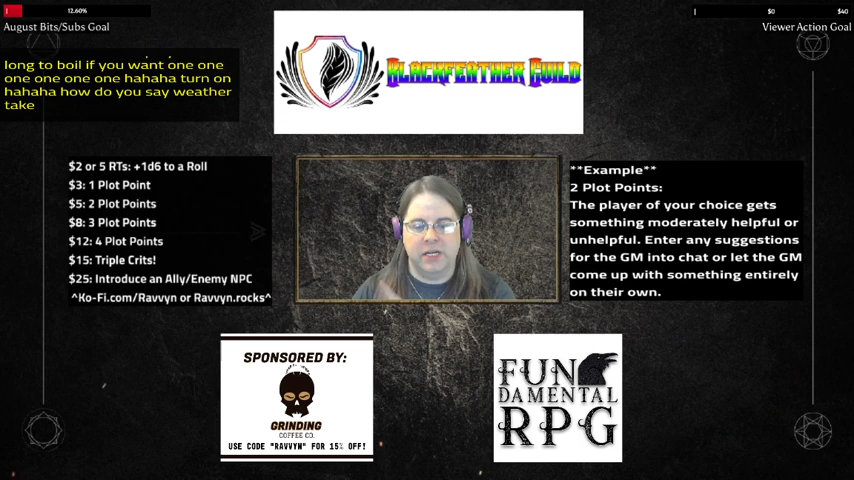 12.60%
$0
$40
August Bits/Subs Goal
Viewer Action Goal
long to boil if you want one one
one one one one hahaha turn on
hahaha how do you say weather
take
BLACKFEATHER GUILD
$2 or 5 RTs: +1d6 to a Roll
$3: 1 Plot Point
$5: 2 Plot Points
$8: 3 Plot Points
$12: 4 Plot Points
$15: Triple Crits!
$25: Introduce an Ally/Enemy NPC
^Ko-Fi.com/Ravvyn or Ravvyn.rocks^
**Example**
2 Plot Points:
The player of your choice gets
something moderately helpful or
unhelpful. Enter any suggestions
for the GM into chat or let the GM
come up with something entirely
on their own.
SPONSORED BY:
GRINDING
COFFEE CO.
USE CODE "RAVVYN" FOR 15% OFF!
FUN
DAMENTAL
RPG